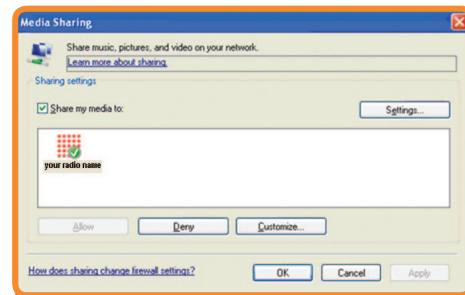 Media Sharing
Share music, pictures, and video on your network.
Learn more about sharing.
Sharing settings
Share my media to:
Settings...
your radio name
Allow
Deny
Customize...
How does sharing change firewall settings?
OK
Cancel
Apply